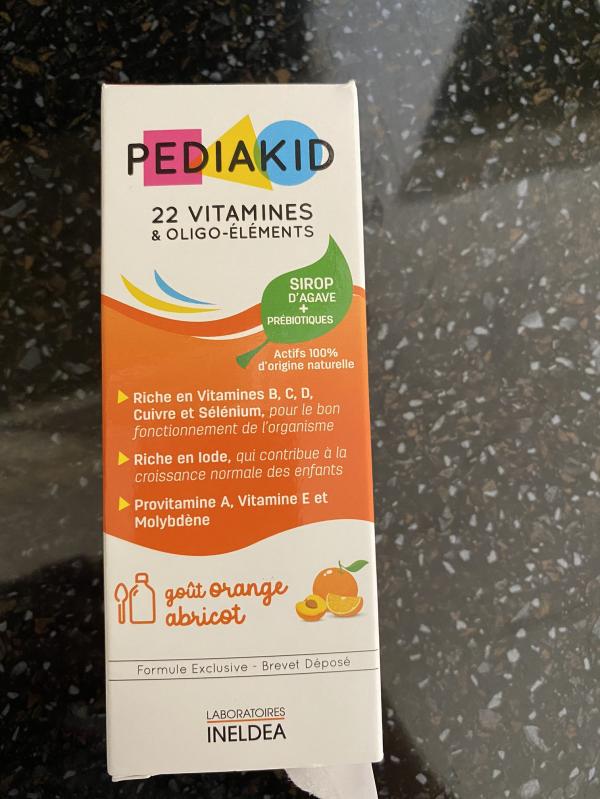 PEDIAKID
22 VITAMINES
& OLIGO-ÉLÉMENTS
SIROP
D'AGAVE
+
PRÉBIOTIQUES
Actifs 100%
d'origine naturelle
Riche en Vitamines B, C, D,
Cuivre et Sélénium, pour le bon
fonctionnement de l'organisme
Riche en Iode, qui contribue à la
croissance normale des enfants
Provitamine A, Vitamine E et
Molybdène
goût orange
abricot
Formule Exclusive - Brevet Déposé
LABORATOIRES
INELDEA